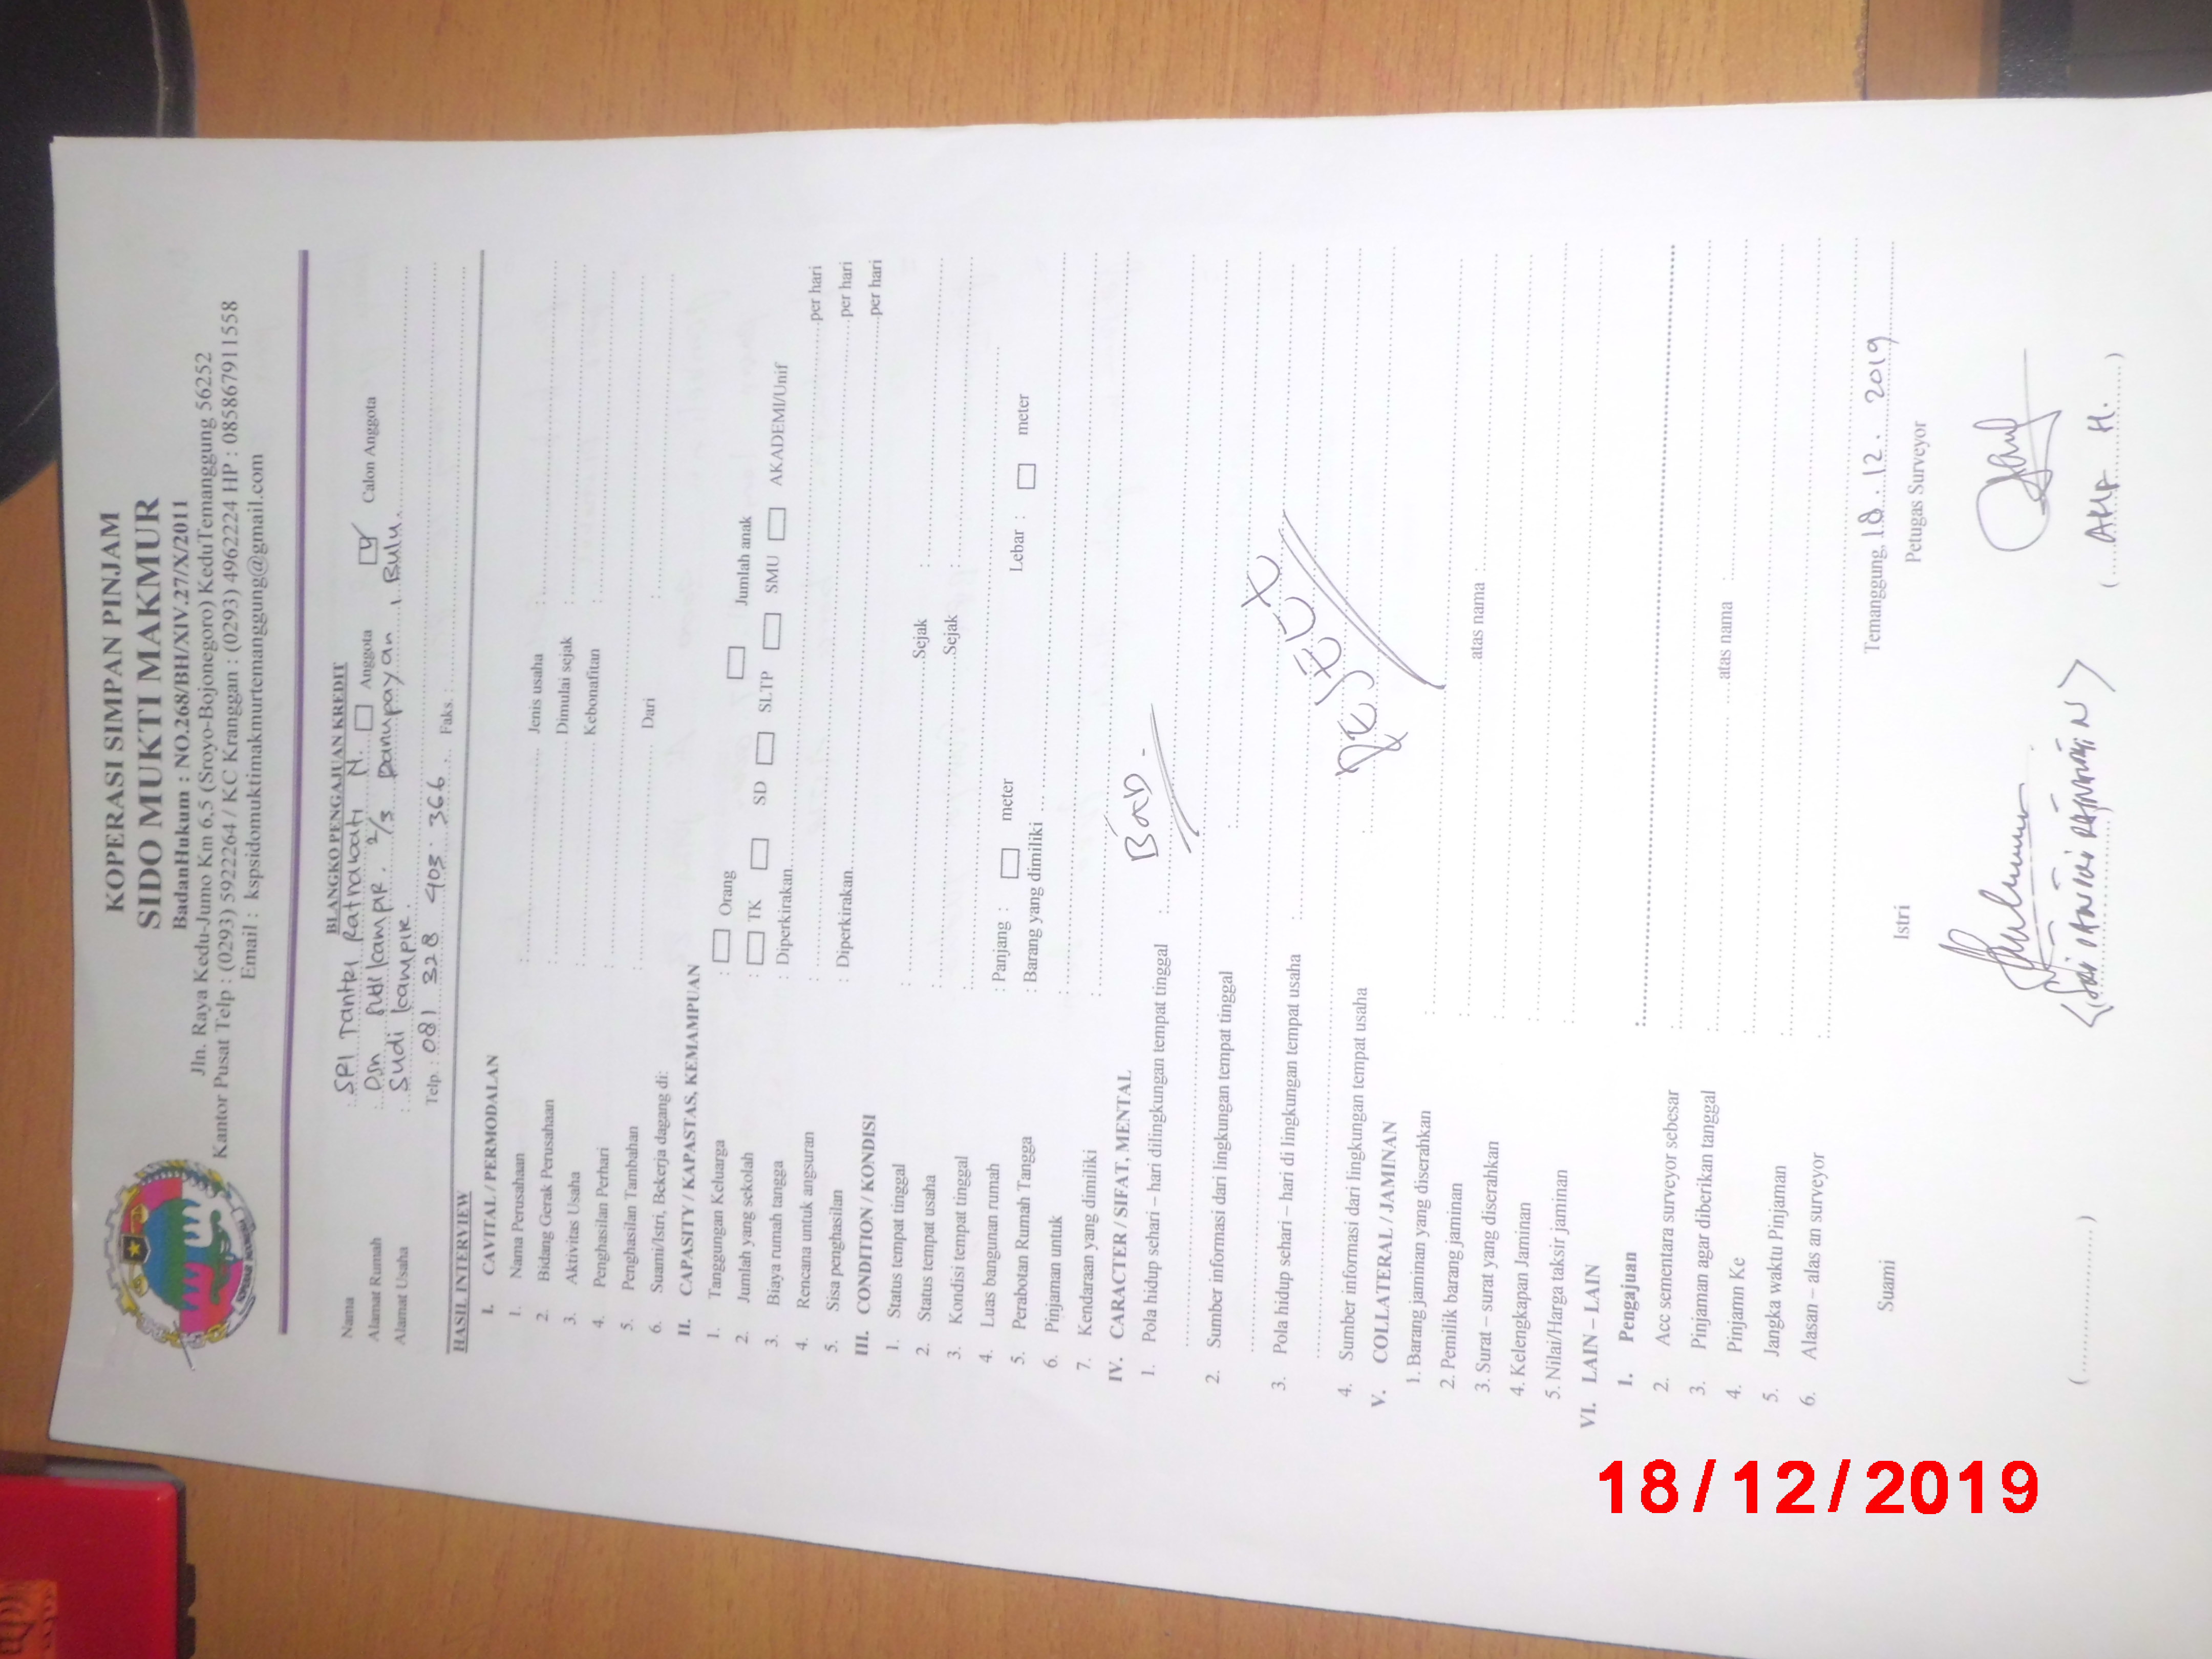 KOPERASI SIMPAN PINJAM
SIDO MUKTI MAKMUR
BadanHukum : NO.268/BH/XIV.27/X/2011
Jln. Raya Kedu-Jumo Km 6,5 (Sroyo-Bojonegoro) KeduTemanggung 56252
Kantor Pusat Telp : (0293) 5922264 / KC Kranggan : (0293) 4962224 HP : 085867911558
Email : kspsidomuktimakmurtemanggung@gmail.com
BLANGKO PENGAJUAN KREDIT
Nama : SRI Tantri Ratnawati N. Anggota Calon Anggota
Alamat Rumah : Dsn 2/3 Danupayan, Bulu.
Alamat Usaha :
Telp : 081 328 403 366 Faks. :
HASIL INTERVIEW
I. CAVITAL / PERMODALAN
1. Nama Perusahaan : Jenis usaha :
2. Bidang Gerak Perusahaan : Dimulai sejak :
3. Aktivitas Usaha : Kebonafitan :
4. Penghasilan Perhari :
5. Penghasilan Tambahan : Dari :
6. Suami/Istri, Bekerja dagang di:
II. CAPASITY / KAPASTAS, KEMAMPUAN
1. Tanggungan Keluarga : Orang Jumlah anak
2. Jumlah yang sekolah : TK SD SLTP SMU AKADEMI/Unif
3. Biaya rumah tangga : Diperkirakan per hari
4. Rencana untuk angsuran : per hari
5. Sisa penghasilan : Diperkirakan per hari
III. CONDITION / KONDISI
1. Status tempat tinggal : Sejak :
2. Status tempat usaha : Sejak :
3. Kondisi tempat tinggal :
4. Luas bangunan rumah : Panjang : meter Lebar : meter
5. Perabotan Rumah Tangga : Barang yang dimiliki
6. Pinjaman untuk :
7. Kendaraan yang dimiliki :
IV. CARACTER / SIFAT, MENTAL
1. Pola hidup sehari – hari dilingkungan tempat tinggal :
2. Sumber informasi dari lingkungan tempat tinggal :
3. Pola hidup sehari – hari di lingkungan tempat usaha :
4. Sumber informasi dari lingkungan tempat usaha :
V. COLLATERAL / JAMINAN
1. Barang jaminan yang diserahkan :
2. Pemilik barang jaminan :
3. Surat – surat yang diserahkan : atas nama :
4. Kelengkapan Jaminan :
5. Nilai/Harga taksir jaminan :
VI. LAIN – LAIN
1. Pengajuan :
2. Acc sementara surveyor sebesar :
3. Pinjaman agar diberikan tanggal : atas nama :
4. Pinjamn Ke :
5. Jangka waktu Pinjaman :
6. Alasan – alas an surveyor :
Temanggung, 18 . 12 . 2019
Suami Istri Petugas Surveyor
18/12/2019